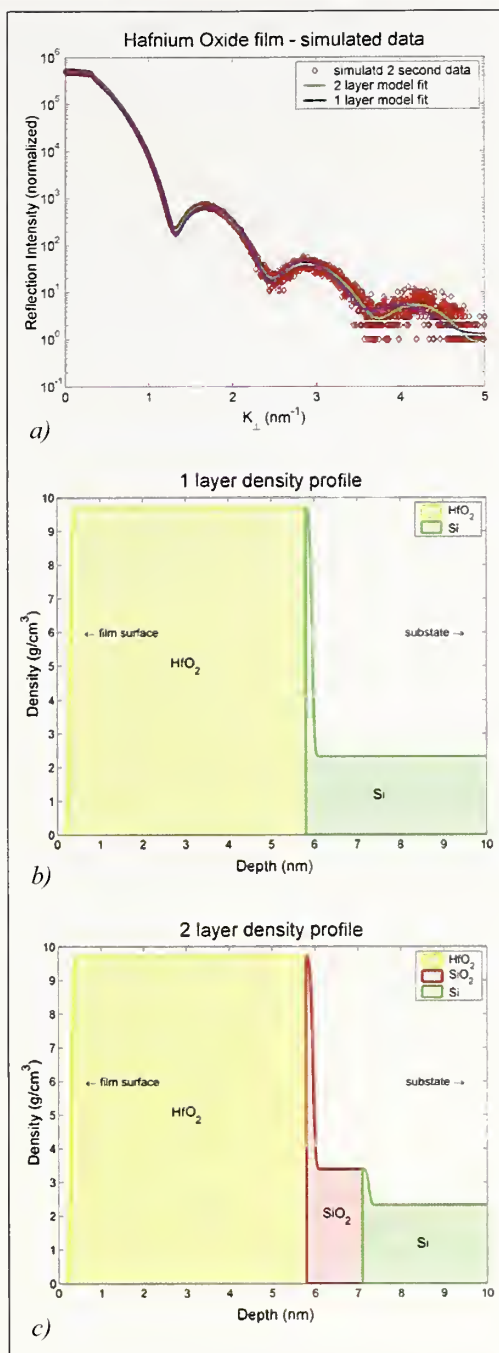 Hafnium Oxide film - simulated data
simulatd 2 second data
2 layer model fit
1 layer model fit
Reflection Intensity (normalized)
10^6
10^5
10^4
10^3
10^2
10^1
10^0
10^-1
0 1 2 3 4 5
K⊥ (nm^-1)
a)
1 layer density profile
HfO2
Si
Density (g/cm^3)
10
9
8
7
6
5
4
3
2
1
0
← film surface
substate →
HfO2
Si
0 1 2 3 4 5 6 7 8 9 10
Depth (nm)
b)
2 layer density profile
HfO2
SiO2
Si
Density (g/cm^3)
10
9
8
7
6
5
4
3
2
1
0
← film surface
substate →
HfO2
SiO2
Si
0 1 2 3 4 5 6 7 8 9 10
Depth (nm)
c)